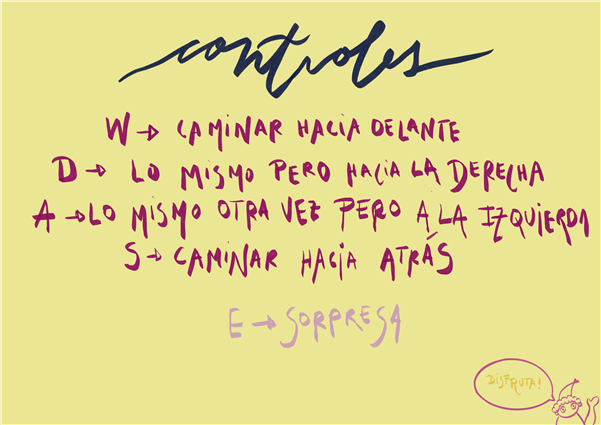 controles
W → CAMINAR HACIA DELANTE
D → LO MISMO PERO HACIA LA DERECHA
A → LO MISMO OTRA VEZ PERO A LA IZQUIERDA
S → CAMINAR HACIA ATRÁS
E → SORPRESA
DISFRUTA!